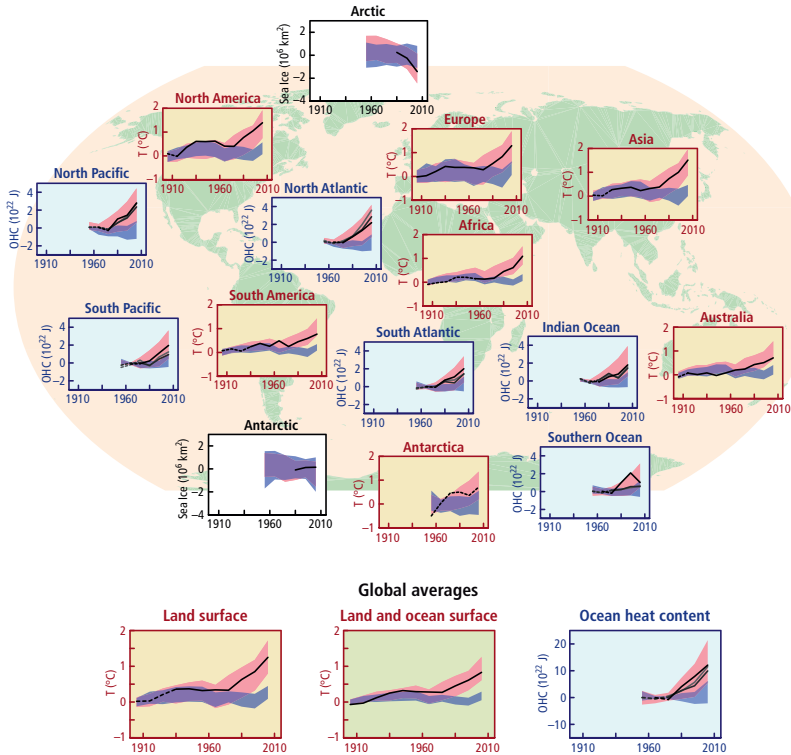 Arctic
Sea Ice (10⁶ km²)
2
0
−2
−4
1910 1960 2010
North America
T (°C)
2
1
0
−1
1910 1960 2010
Europe
T (°C)
2
1
0
−1
1910 1960 2010
Asia
T (°C)
2
1
0
−1
1910 1960 2010
North Pacific
OHC (10²² J)
4
2
0
−2
1910 1960 2010
North Atlantic
OHC (10²² J)
4
2
0
−2
1910 1960 2010
Africa
T (°C)
2
1
0
−1
1910 1960 2010
South Pacific
OHC (10²² J)
4
2
0
−2
1910 1960 2010
South America
T (°C)
2
1
0
−1
1910 1960 2010
South Atlantic
OHC (10²² J)
4
2
0
−2
1910 1960 2010
Indian Ocean
OHC (10²² J)
4
2
0
−2
1910 1960 2010
Australia
T (°C)
2
1
0
−1
1910 1960 2010
Antarctic
Sea Ice (10⁶ km²)
2
0
−2
−4
1910 1960 2010
Antarctica
T (°C)
2
1
0
−1
1910 1960 2010
Southern Ocean
OHC (10²² J)
4
2
0
−2
1910 1960 2010
Global averages
Land surface
T (°C)
2
1
0
−1
1910 1960 2010
Land and ocean surface
T (°C)
2
1
0
−1
1910 1960 2010
Ocean heat content
OHC (10²² J)
20
10
0
−10
1910 1960 2010